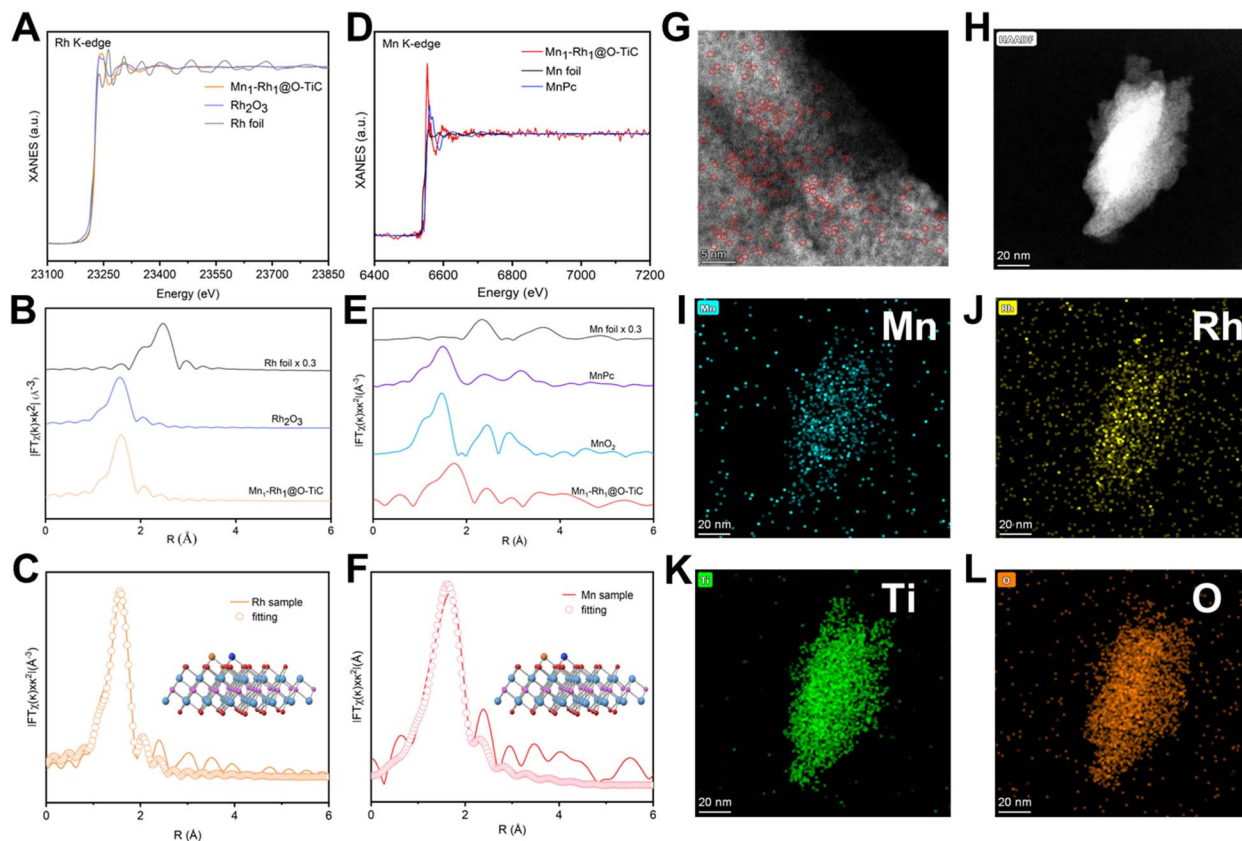 A
Rh K-edge
Mn₁-Rh₁@O-TiC
Rh₂O₃
Rh foil
XANES (a.u.)
23100 23250 23400 23550 23700 23850
Energy (eV)
D
Mn K-edge
Mn₁-Rh₁@O-TiC
Mn foil
MnPc
XANES (a.u.)
6400 6600 6800 7000 7200
Energy (eV)
G
5 nm
H
HAADF
20 nm
B
Rh foil x 0.3
Rh₂O₃
Mn₁-Rh₁@O-TiC
|FTχ(κ)×κ²| (Å-3)
0 2 4 6
R (Å)
E
Mn foil x 0.3
MnPc
MnO₂
Mn₁-Rh₁@O-TiC
|FTχ(κ)×κ²|(Å⁻³)
0 2 4 6
R (Å)
I
Mn
Mn
20 nm
J
Rh
Rh
20 nm
C
Rh sample
fitting
|FTχ(κ)×κ²|(Å⁻³)
0 2 4 6
R (Å)
F
Mn sample
fitting
|FTχ(κ)×κ²|(Å)
0 2 4 6
R (Å)
K
Ti
Ti
20 nm
L
O
O
20 nm